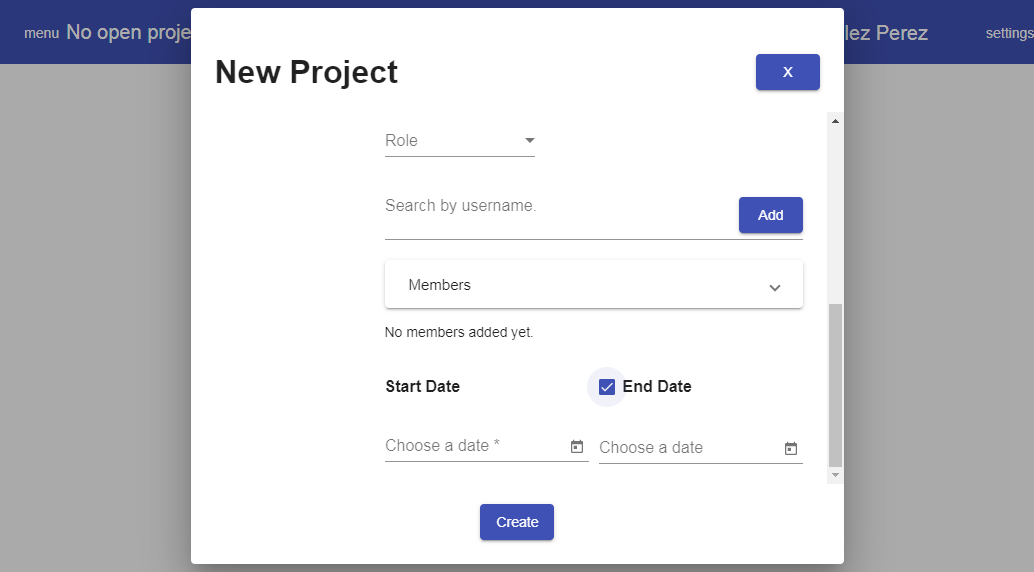 menu No open proje lez Perez settings
New Project X
Role
Search by username.
Add
Members
No members added yet.
Start Date End Date
Choose a date * Choose a date
Create